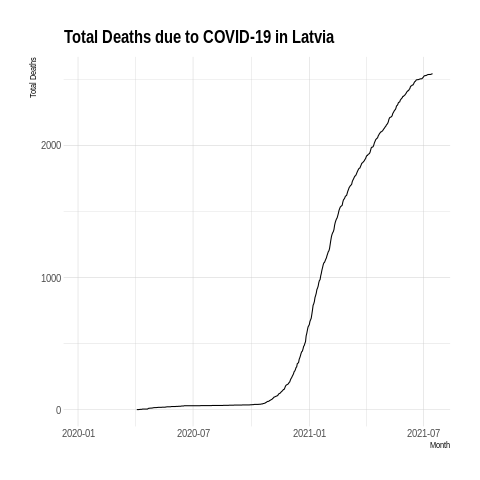 Total Deaths due to COVID-19 in Latvia
Total Deaths
2000
1000
0
2020-01 2020-07 2021-01 2021-07
Month